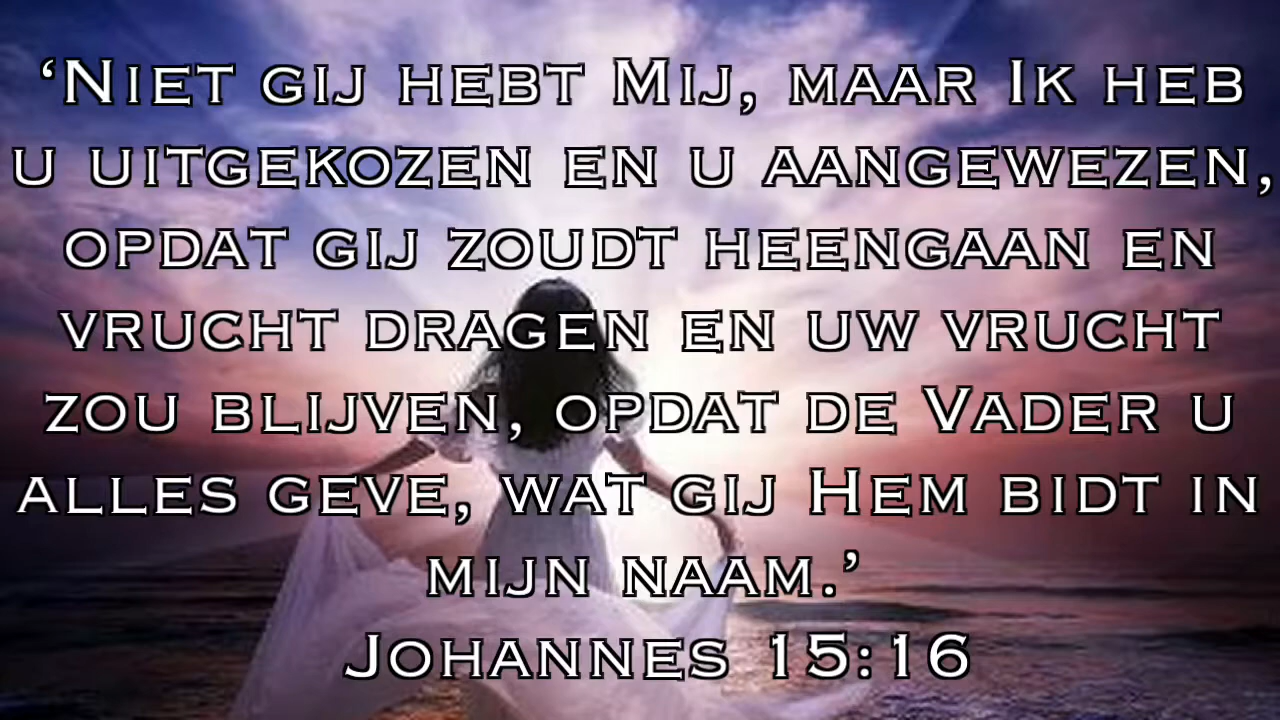 ‘Niet gij hebt Mij, maar Ik heb
u uitgekozen en u aangewezen,
opdat gij zoudt heengaan en
vrucht dragen en uw vrucht
zou blijven, opdat de Vader u
alles geve, wat gij Hem bidt in
mijn naam.’
Johannes 15:16